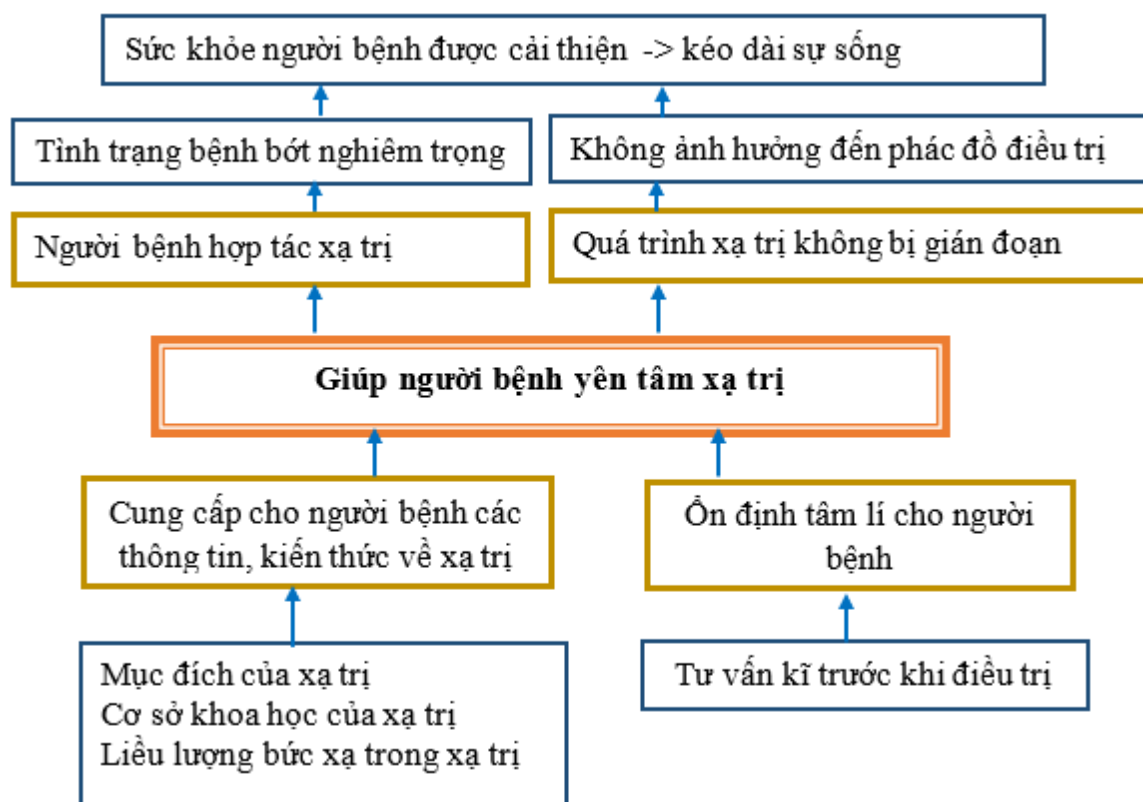 Sức khỏe người bệnh được cải thiện -> kéo dài sự sống
Tình trạng bệnh bớt nghiêm trọng
Không ảnh hưởng đến phác đồ điều trị
Người bệnh hợp tác xạ trị
Quá trình xạ trị không bị gián đoạn
Giúp người bệnh yên tâm xạ trị
Cung cấp cho người bệnh các
thông tin, kiến thức về xạ trị
Ổn định tâm lí cho người
bệnh
Mục đích của xạ trị
Cơ sở khoa học của xạ trị
Liều lượng bức xạ trong xạ trị
Tư vấn kĩ trước khi điều trị